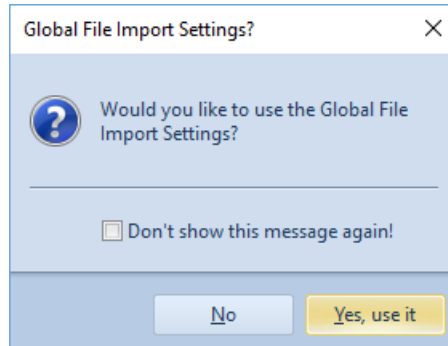 Global File Import Settings?
Would you like to use the Global File
Import Settings?
Don't show this message again!
No
Yes, use it